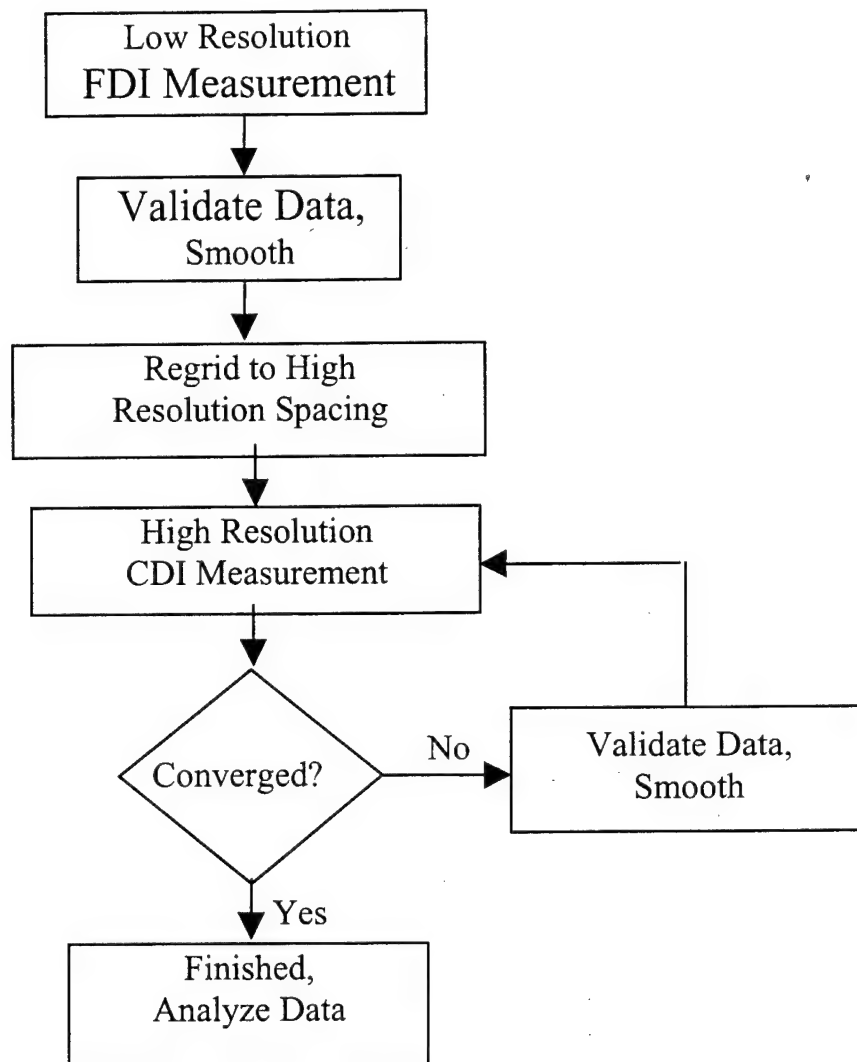 Low Resolution
FDI Measurement
Validate Data,
Smooth
Regrid to High
Resolution Spacing
High Resolution
CDI Measurement
Converged?
No
Validate Data,
Smooth
Yes
Finished,
Analyze Data